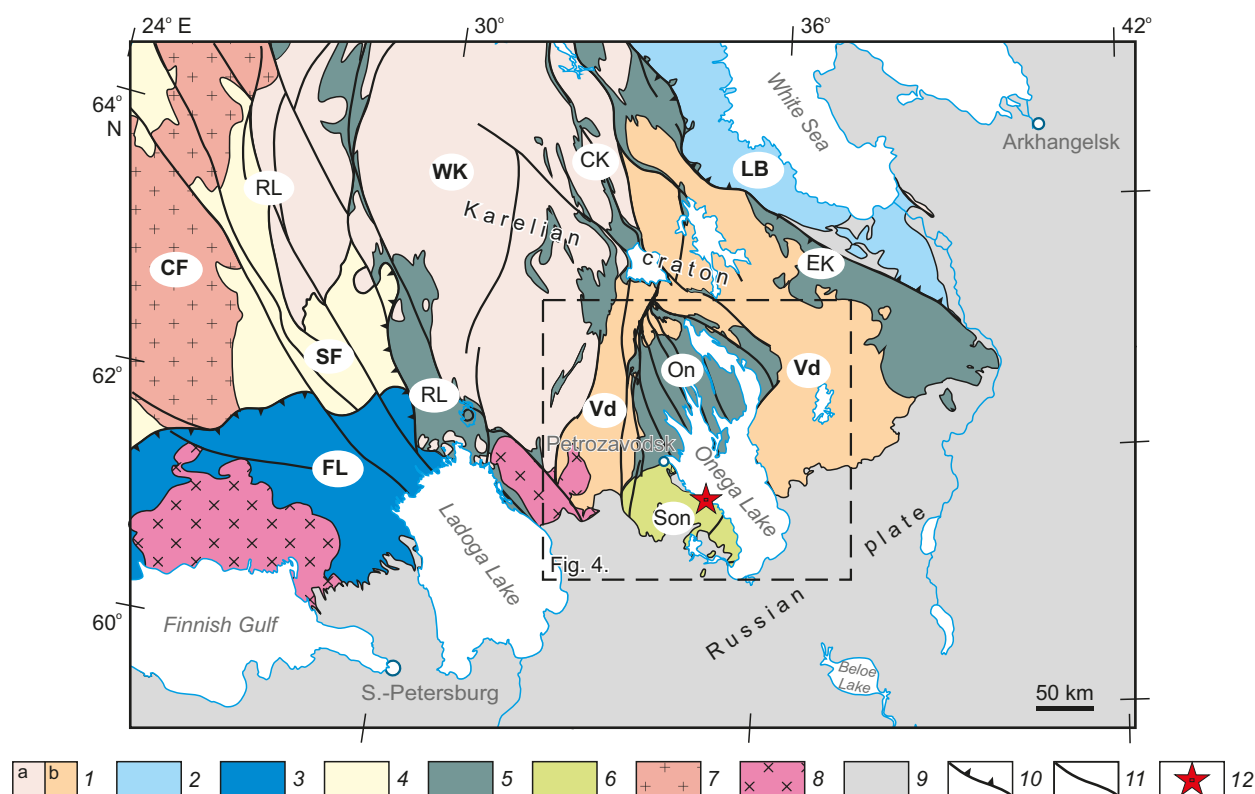 24° E
30°
36°
42°
64°
N
62°
60°
White Sea
Arkhangelsk
RL
WK
CK
LB
Karelian
craton
EK
CF
SF
RL
On
Vd
Vd
Petrozavodsk
Onega Lake
FL
Son
Ladoga Lake
Fig. 4.
Russian
plate
Finnish Gulf
S.-Petersburg
Beloe
Lake
50 km
a b 1 2 3 4 5 6 7 8 9 10 11 12